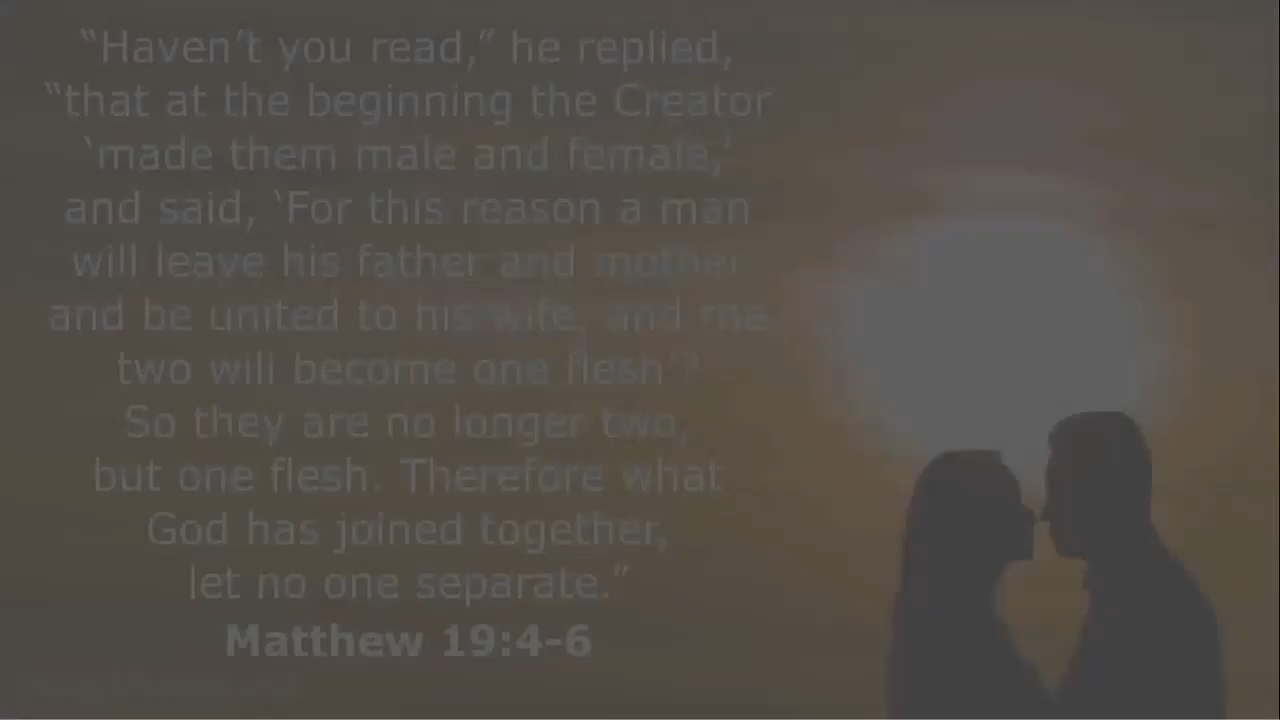 “Haven’t you read,” he replied,
“that at the beginning the Creator
‘made them male and female,’
and said, ‘For this reason a man
will leave his father and mother
and be united to his wife, and the
two will become one flesh’?
So they are no longer two,
but one flesh. Therefore what
God has joined together,
let no one separate.”
Matthew 19:4-6